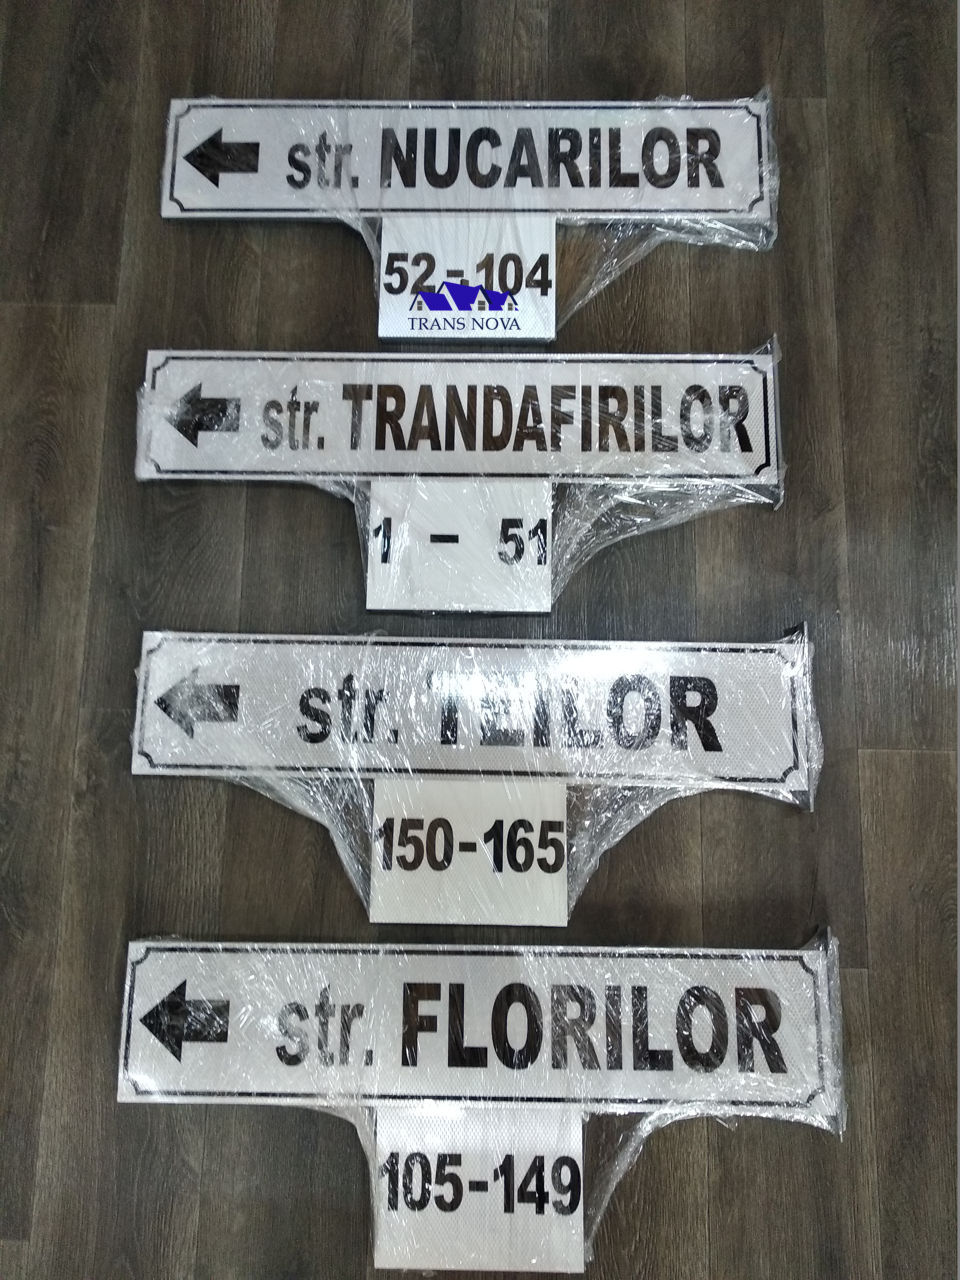 str. NUCARILOR
52-104
TRANS NOVA
str. TRANDAFIRILOR
1 - 51
str. TEILOR
150-165
str. FLORILOR
105-149